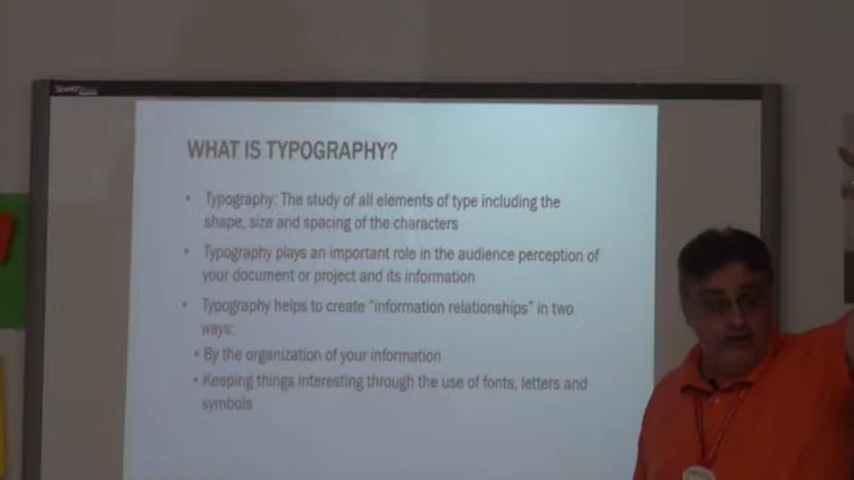 SMART
WHAT IS TYPOGRAPHY?
• Typography: The study of all elements of type including the
shape, size and spacing of the characters
• Typography plays an important role in the audience perception of
your document or project and its information
• Typography helps to create "information relationships" in two
ways:
• By the organization of your information
• Keeping things interesting through the use of fonts, letters and
symbols